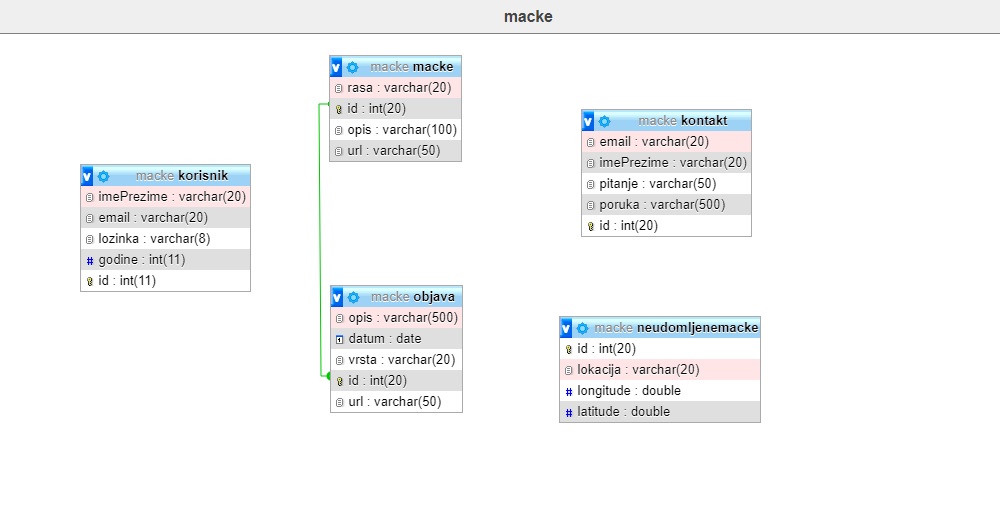 macke
macke macke
rasa : varchar(20)
id : int(20)
opis : varchar(100)
url : varchar(50)
macke kontakt
email : varchar(20)
imePrezime : varchar(20)
pitanje : varchar(50)
poruka : varchar(500)
id : int(20)
macke korisnik
imePrezime : varchar(20)
email : varchar(20)
lozinka : varchar(8)
# godine : int(11)
id : int(11)
macke objava
opis : varchar(500)
datum : date
vrsta : varchar(20)
id : int(20)
url : varchar(50)
macke neudomljenemacke
id : int(20)
lokacija : varchar(20)
# longitude : double
# latitude : double